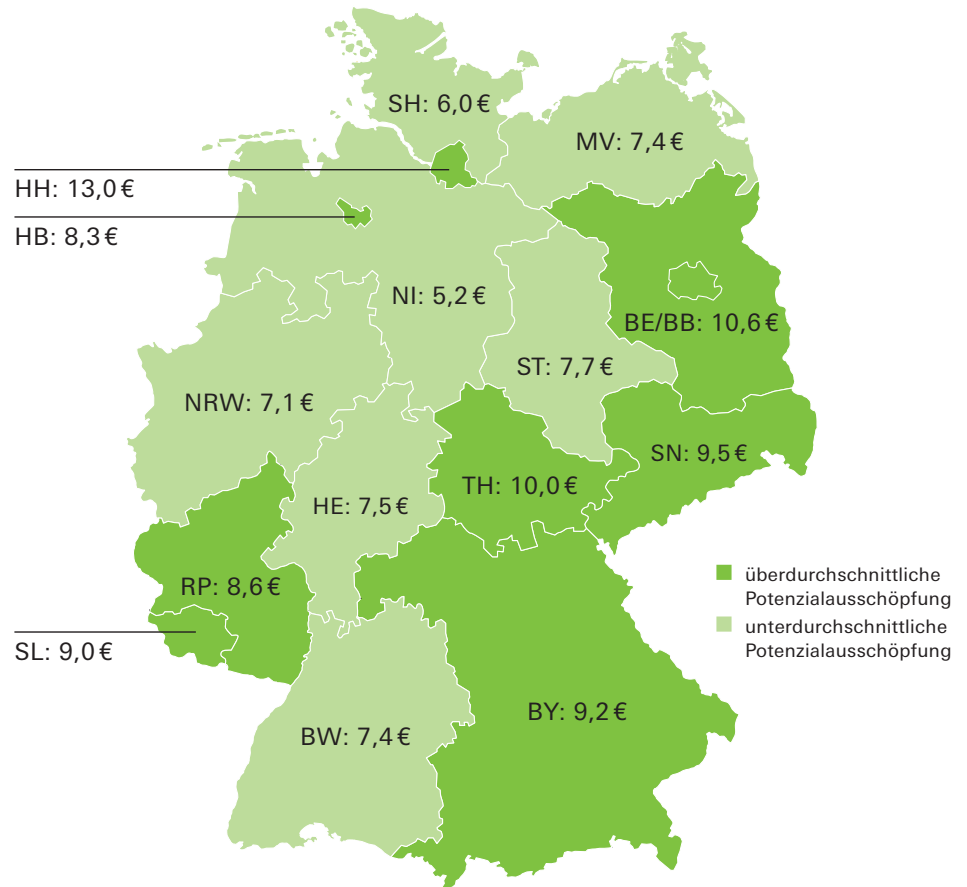 SH: 6,0 €
MV: 7,4 €
HH: 13,0 €
HB: 8,3 €
NI: 5,2 €
BE/BB: 10,6 €
ST: 7,7 €
NRW: 7,1 €
SN: 9,5 €
TH: 10,0 €
HE: 7,5 €
RP: 8,6 €
überdurchschnittliche
Potenzialausschöpfung
unterdurchschnittliche
Potenzialausschöpfung
SL: 9,0 €
BY: 9,2 €
BW: 7,4 €